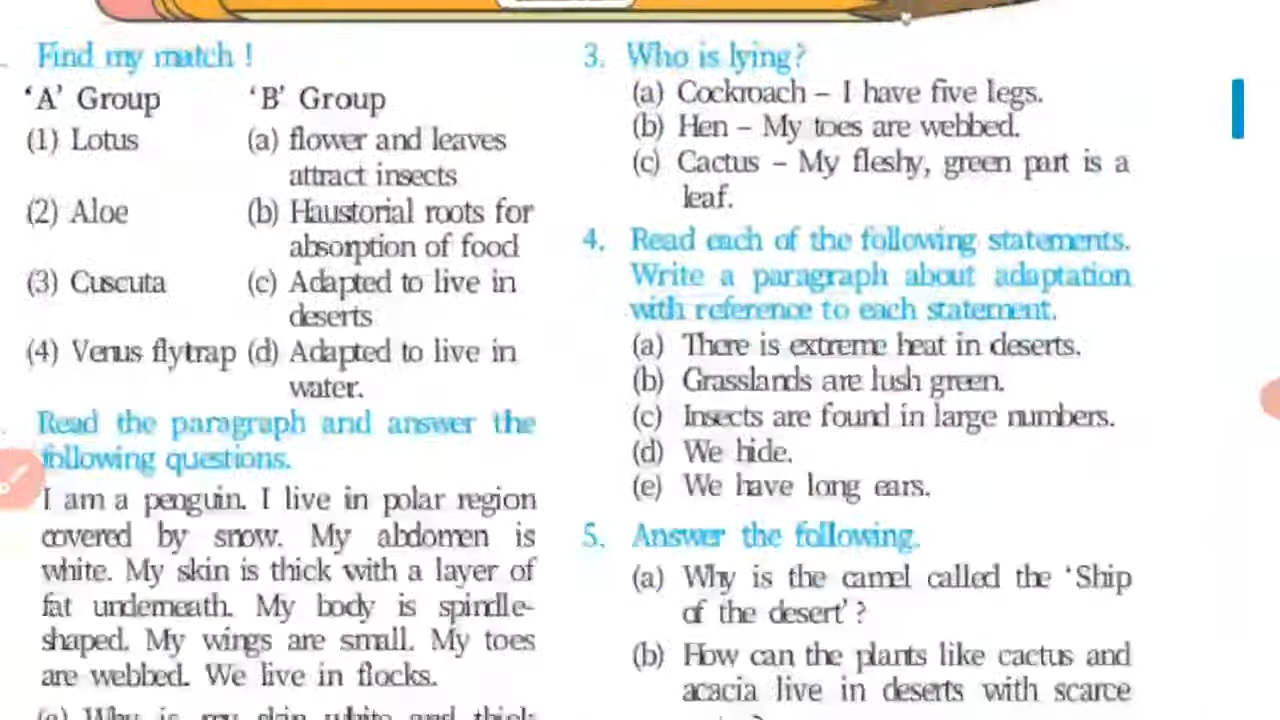 Find my match !
'A' Group 'B' Group
(1) Lotus (a) flower and leaves
attract insects
(2) Aloe (b) Haustorial roots for
absorption of food
(3) Cuscuta (c) Adapted to live in
deserts
(4) Venus flytrap (d) Adapted to live in
water.
Read the paragraph and answer the
following questions.
I am a penguin. I live in polar region
covered by snow. My abdomen is
white. My skin is thick with a layer of
fat underneath. My body is spindle-
shaped. My wings are small. My toes
are webbed. We live in flocks.
(a) Why is my skin white and thick
3. Who is lying?
(a) Cockroach – I have five legs.
(b) Hen – My toes are webbed.
(c) Cactus – My fleshy, green part is a
leaf.
4. Read each of the following statements.
Write a paragraph about adaptation
with reference to each statement.
(a) There is extreme heat in deserts.
(b) Grasslands are lush green.
(c) Insects are found in large numbers.
(d) We hide.
(e) We have long ears.
5. Answer the following.
(a) Why is the camel called the 'Ship
of the desert' ?
(b) How can the plants like cactus and
acacia live in deserts with scarce